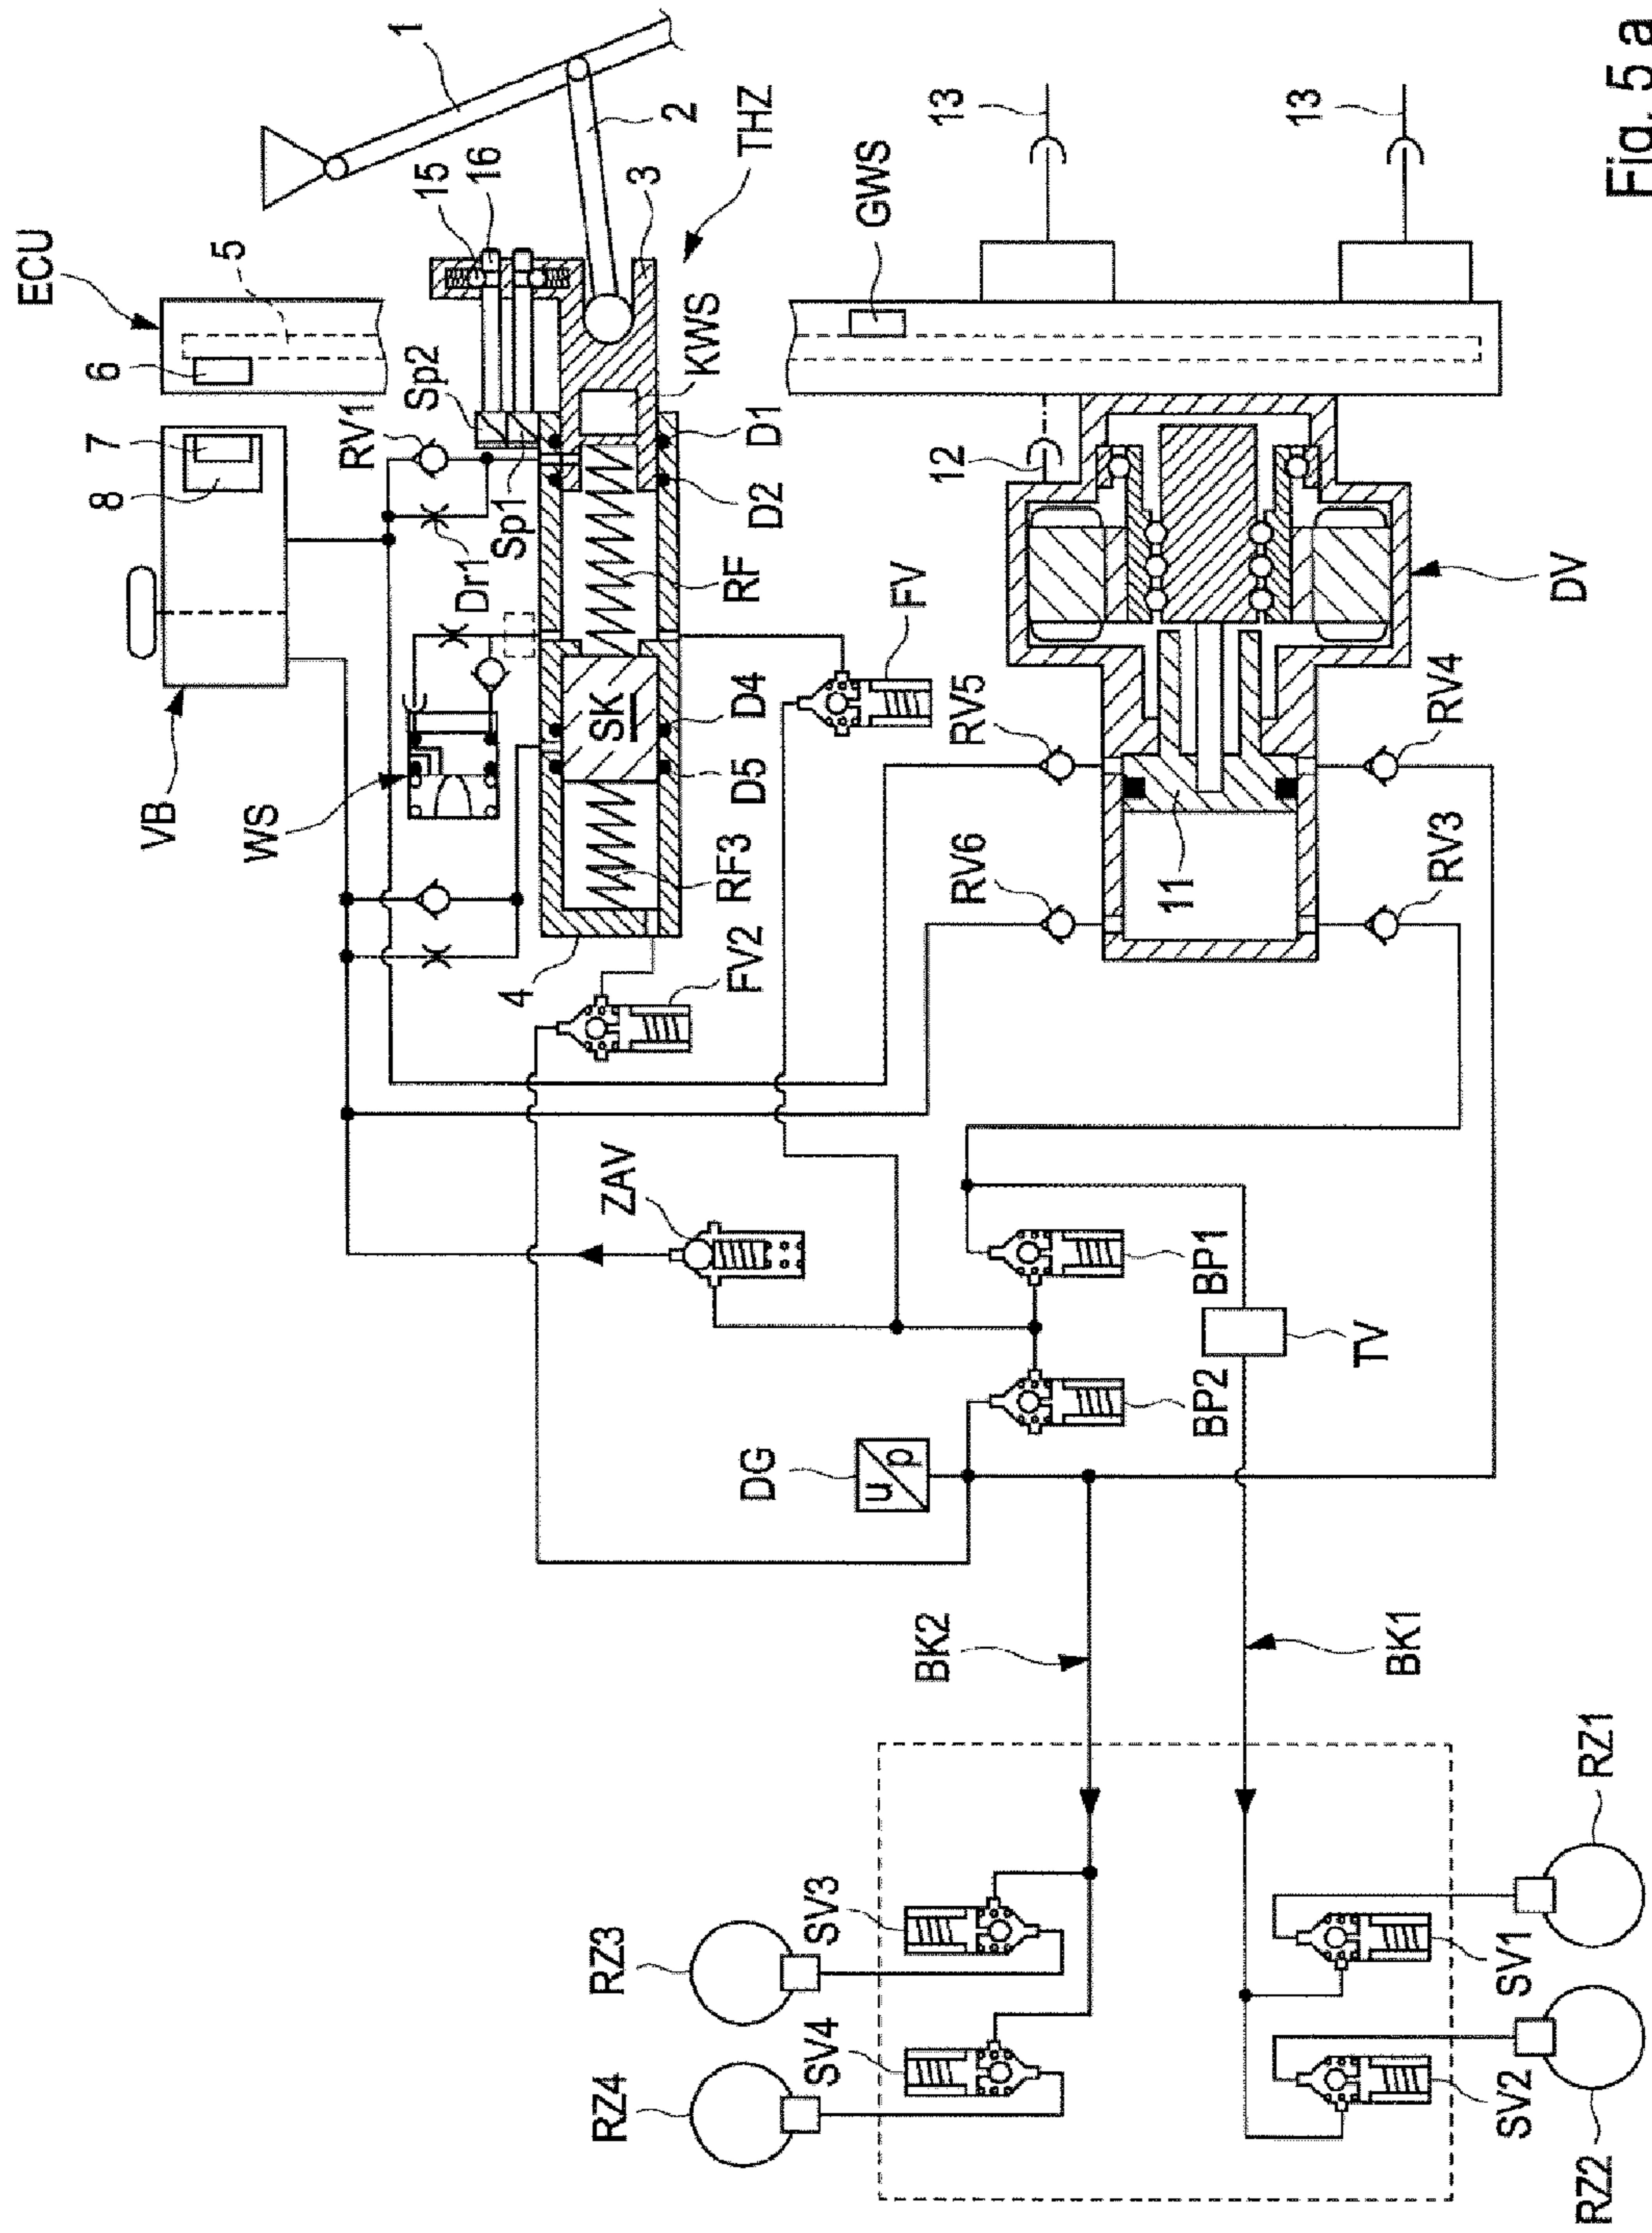 ECU
5
6
7
8
VB
WS
RV1
Sp2
Dr1
Sp1
15
16
1
2
3
THZ
KWS
D1
D2
RF
SK
D4
D5
RF3
4
FV2
FV
GWS
13
13
12
DV
RV5
RV4
RV6
RV3
11
ZAV
BP1
BP2
TV
DG
u
p
BK2
BK1
RZ3
RZ4
SV3
SV4
SV1
SV2
RZ1
RZ2
Fig. 5 a